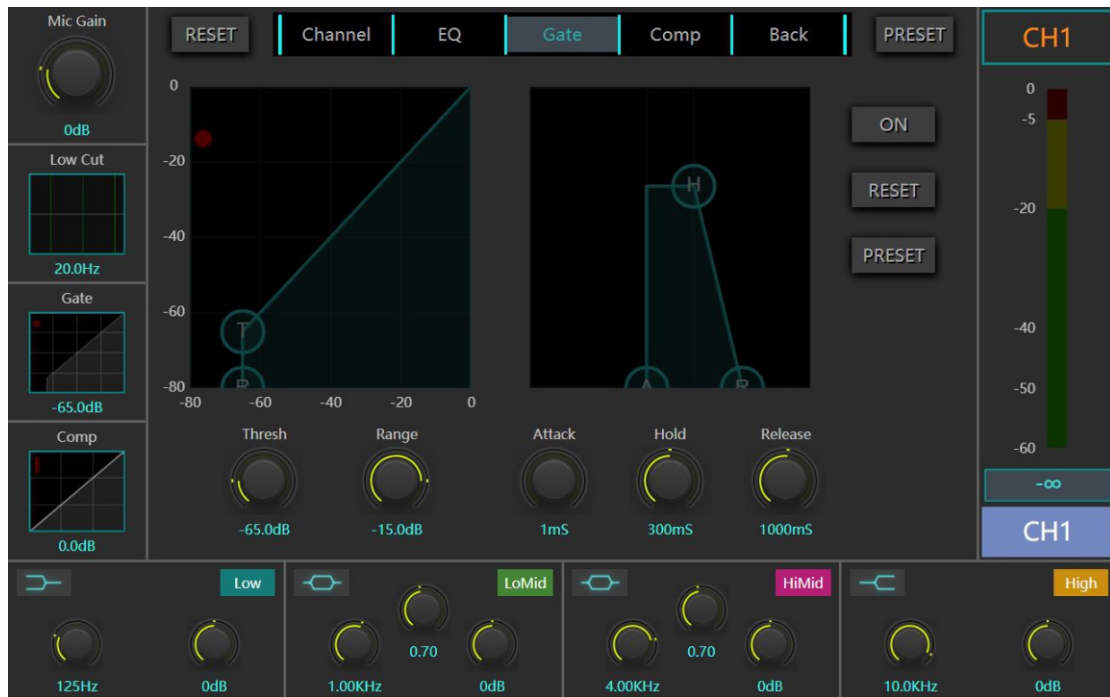 Mic Gain
0dB
Low Cut
20.0Hz
Gate
-65.0dB
Comp
0.0dB
RESET
Channel EQ Gate Comp Back
PRESET
0
-20
-40
-60
-80
-80 -60 -40 -20 0
T
R
H
A
R
ON
RESET
PRESET
Thresh Range Attack Hold Release
-65.0dB -15.0dB 1mS 300mS 1000mS
CH1
0
-5
-20
-40
-50
-60
-∞
CH1
Low
125Hz 0dB
LoMid
0.70
1.00KHz 0dB
HiMid
0.70
4.00KHz 0dB
High
10.0KHz 0dB